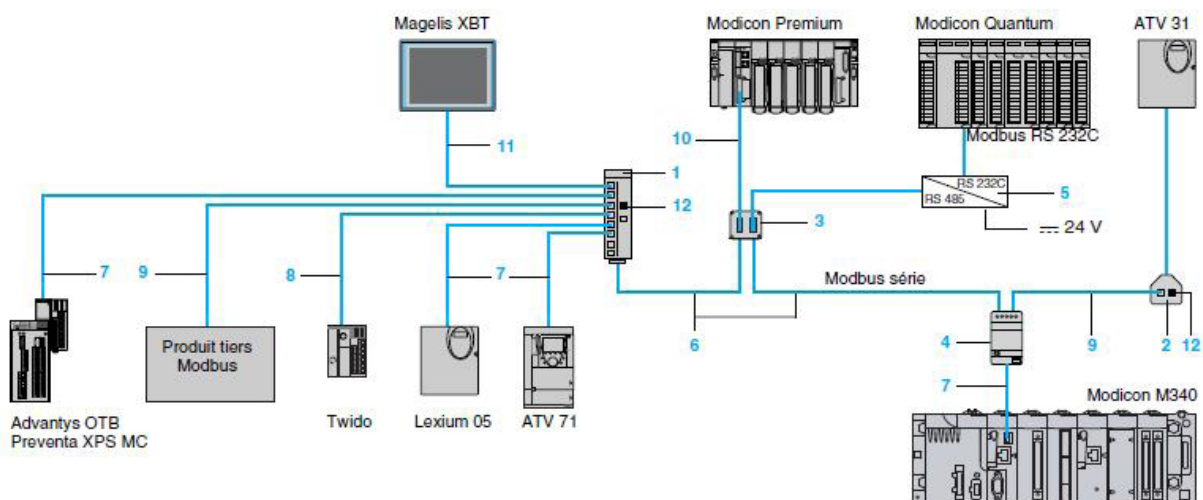 Magelis XBT
Modicon Premium
Modicon Quantum
ATV 31
Modbus RS 232C
10
11
1
RS 232C
RS 485
5
12
3
24 V
7
9
8
7
Modbus série
6
4
9
2
12
7
Produit tiers
Modbus
Advantys OTB
Preventa XPS MC
Twido
Lexium 05
ATV 71
Modicon M340